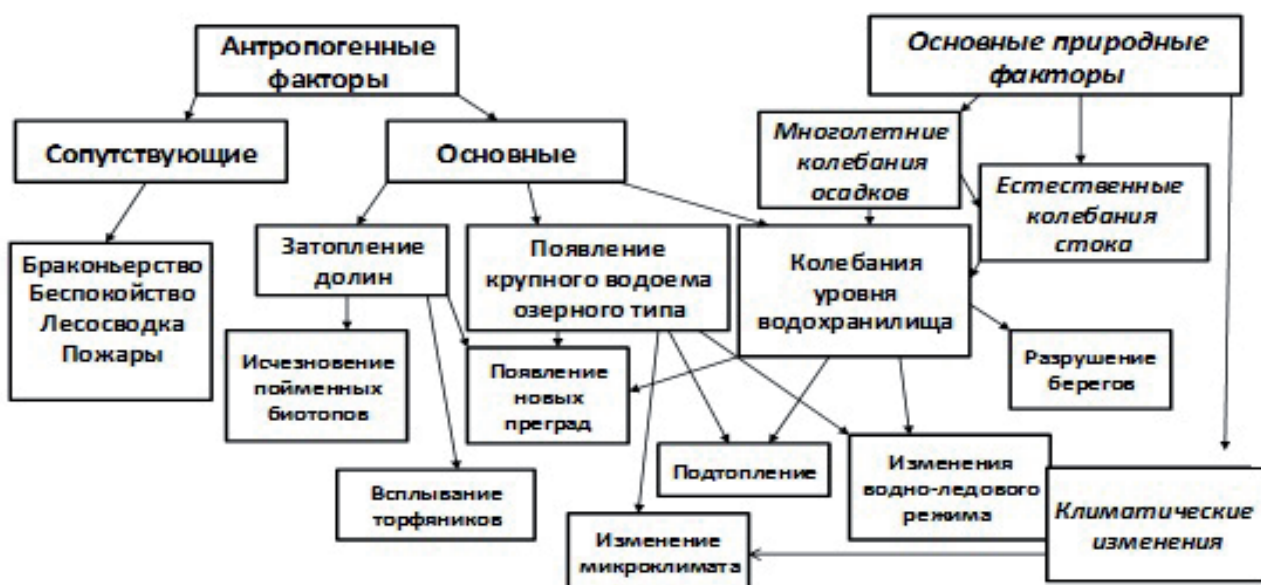 Антропогенные
факторы
Основные природные
факторы
Сопутствующие
Основные
Многолетние
колебания
осадков
Естественные
колебания
стока
Браконьерство
Беспокойство
Лесосводка
Пожары
Затопление
долин
Появление
крупного водоема
озерного типа
Колебания
уровня
водохранилища
Исчезновение
пойменных
биотопов
Появление
новых
преград
Разрушение
берегов
Всплывание
торфяников
Подтопление
Изменения
водно-ледового
режима
Изменение
микроклимата
Климатические
изменения